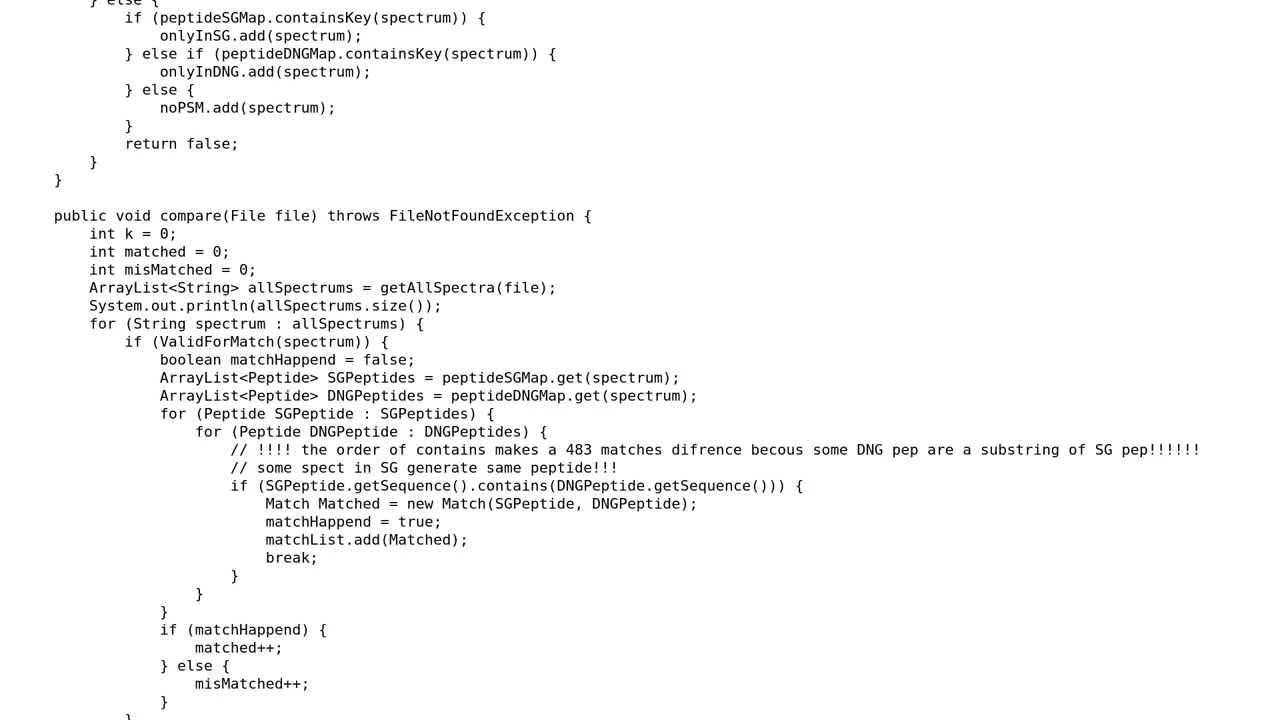 } else {
if (peptideSGMap.containsKey(spectrum)) {
onlyInSG.add(spectrum);
} else if (peptideDNGMap.containsKey(spectrum)) {
onlyInDNG.add(spectrum);
} else {
noPSM.add(spectrum);
}
return false;
}
}
public void compare(File file) throws FileNotFoundException {
int k = 0;
int matched = 0;
int misMatched = 0;
ArrayList<String> allSpectrums = getAllSpectra(file);
System.out.println(allSpectrums.size());
for (String spectrum : allSpectrums) {
if (ValidForMatch(spectrum)) {
boolean matchHappend = false;
ArrayList<Peptide> SGPeptides = peptideSGMap.get(spectrum);
ArrayList<Peptide> DNGPeptides = peptideDNGMap.get(spectrum);
for (Peptide SGPeptide : SGPeptides) {
for (Peptide DNGPeptide : DNGPeptides) {
// !!!! the order of contains makes a 483 matches difrence becous some DNG pep are a substring of SG pep!!!!!!
// some spect in SG generate same peptide!!!
if (SGPeptide.getSequence().contains(DNGPeptide.getSequence())) {
Match Matched = new Match(SGPeptide, DNGPeptide);
matchHappend = true;
matchList.add(Matched);
break;
}
}
}
if (matchHappend) {
matched++;
} else {
misMatched++;
}
}